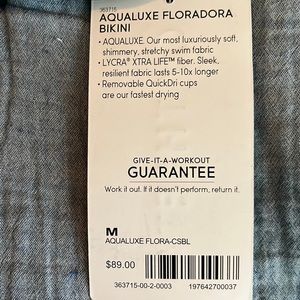 363715
AQUALUXE FLORADORA
BIKINI
• AQUALUXE. Our most luxuriously soft,
shimmery, stretchy swim fabric
• LYCRA® XTRA LIFE™ fiber. Sleek,
resilient fabric lasts 5-10x longer
• Removable QuickDri cups
are our fastest drying
GIVE-IT-A-WORKOUT
GUARANTEE
Work it out. If it doesn't perform, return it.
M
AQUALUXE FLORA-CSBL
$89.00
363715-00-2-0003 197642700037